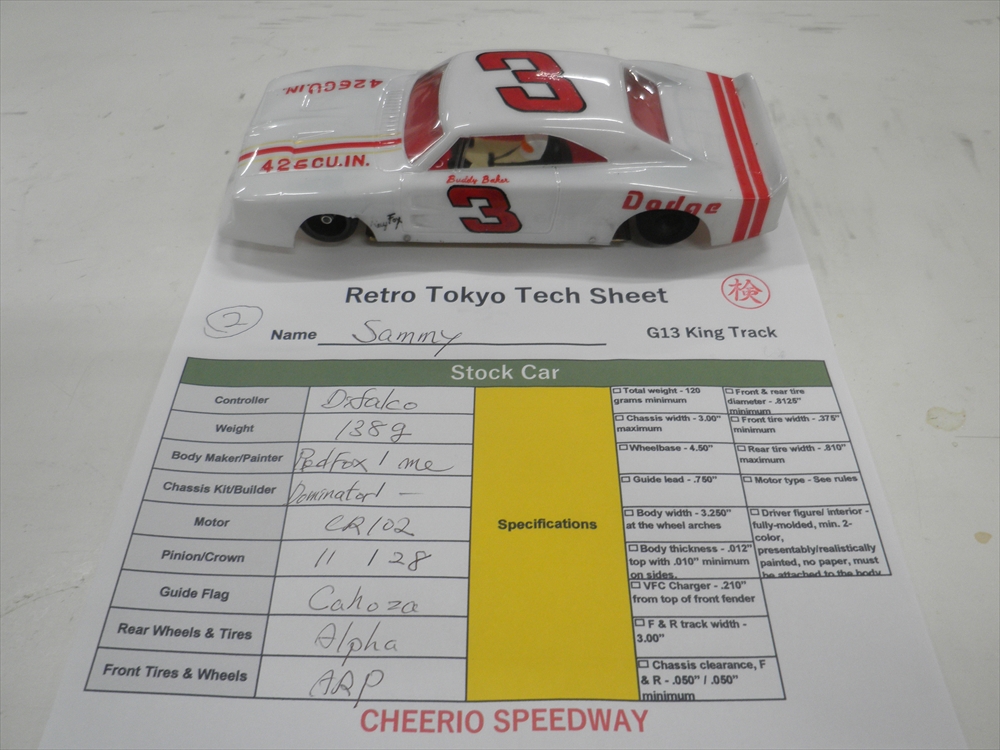 426CU.IN.
3
426CU.IN.
Buddy Baker
3
Dodge
Fox
Retro Tokyo Tech Sheet
検
2
Name Sammy
G13 King Track
Stock Car
Controller Difalco
Weight 138g
Body Maker/Painter RedFox / me
Chassis Kit/Builder Dominator / -
Motor CR102
Pinion/Crown 11 / 28
Guide Flag Cahoza
Rear Wheels & Tires Alpha
Front Tires & Wheels ARP
Specifications
Total weight - 120
grams minimum
Chassis width - 3.00"
maximum
Wheelbase - 4.50"
Guide lead - .750"
Body width - 3.250"
at the wheel arches
Body thickness - .012"
top with .010" minimum
on sides.
VFC Charger - .210"
from top of front fender
F & R track width -
3.00"
Chassis clearance, F
& R - .050" / .050"
minimum
Front & rear tire
diameter - .8125"
minimum
Front tire width - .375"
minimum
Rear tire width - .810"
maximum
Motor type - See rules
Driver figure/ interior -
fully-molded, min. 2-
color,
presentably/realistically
painted, no paper, must
be attached to the body.
CHEERIO SPEEDWAY